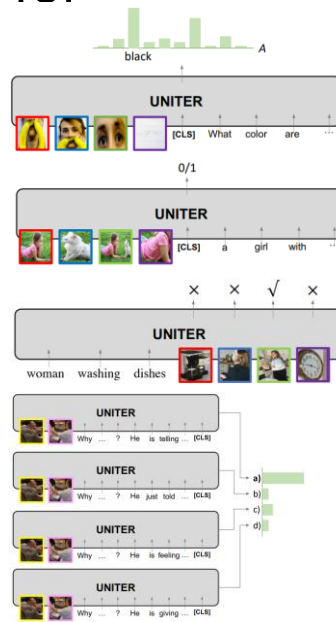 black
A
UNITER
[CLS] What color are ...
0/1
UNITER
[CLS] a girl with ...
× × √ ×
UNITER
woman washing dishes
UNITER
Why ... ? He is telling ... [CLS]
UNITER
Why ... ? He just told ... [CLS]
UNITER
Why ... ? He is feeling ... [CLS]
UNITER
Why ... ? He is giving ... [CLS]
a)
b)
c)
d)